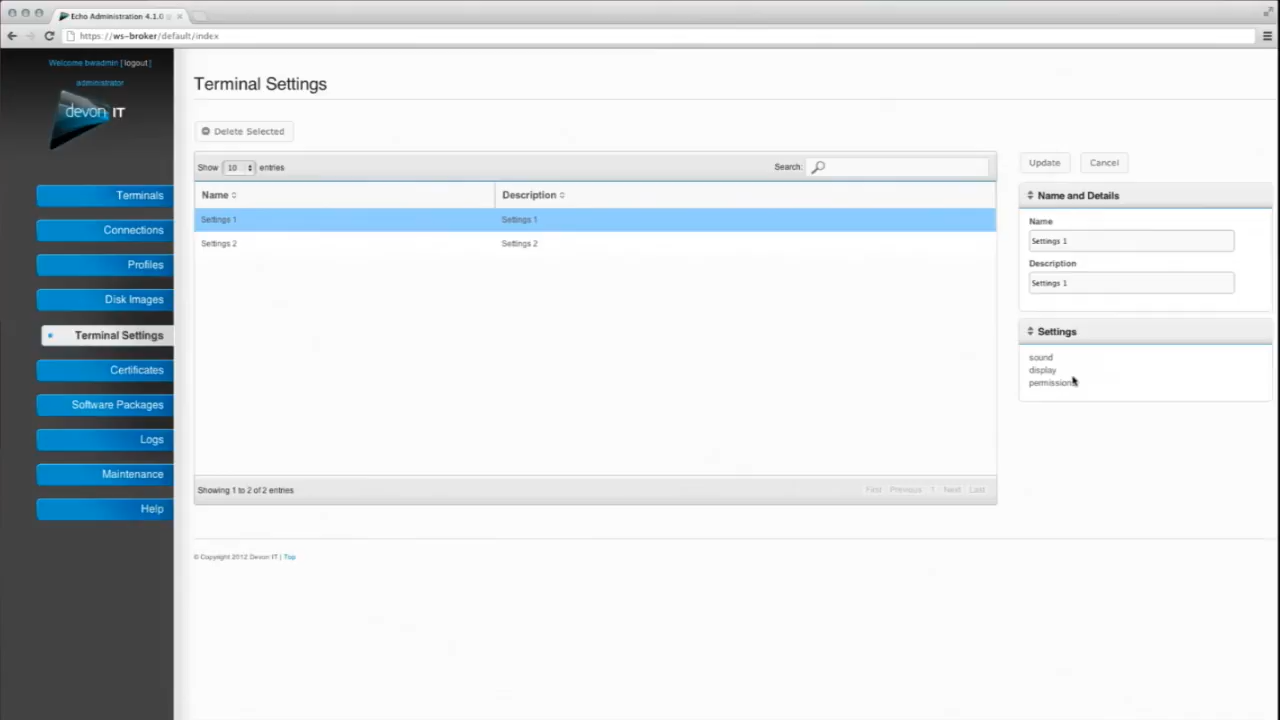 Echo Administration 4.1.0
https://ws-broker/default/index
Welcome bwadmin [ logout ]
administrator
devon IT
Terminals
Connections
Profiles
Disk Images
Terminal Settings
Certificates
Software Packages
Logs
Maintenance
Help
Terminal Settings
Delete Selected
Show 10 entries
Search:
Name
Description
Settings 1
Settings 1
Settings 2
Settings 2
Showing 1 to 2 of 2 entries
First Previous 1 Next Last
Update
Cancel
Name and Details
Name
Settings 1
Description
Settings 1
Settings
sound
display
permissions
© Copyright 2012 Devon IT | Top